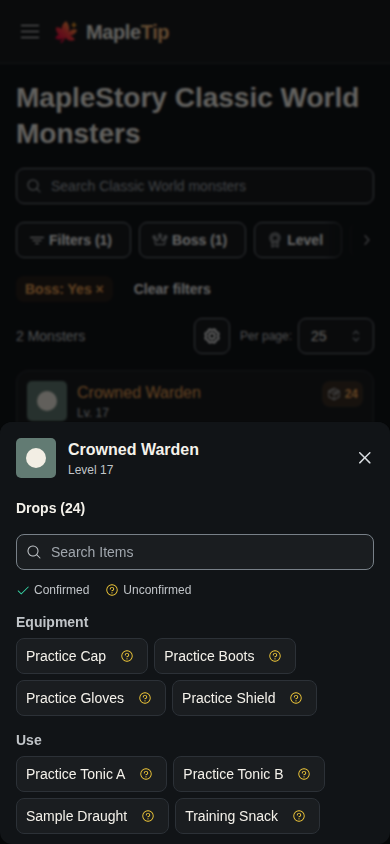 MapleTip
MapleStory Classic World
Monsters
Search Classic World monsters
Filters (1) Boss (1) Level
Boss: Yes × Clear filters
2 Monsters Per page: 25
Crowned Warden 24
Lv. 17
Crowned Warden
Level 17
Drops (24)
Search Items
Confirmed Unconfirmed
Equipment
Practice Cap Practice Boots
Practice Gloves Practice Shield
Use
Practice Tonic A Practice Tonic B
Sample Draught Training Snack